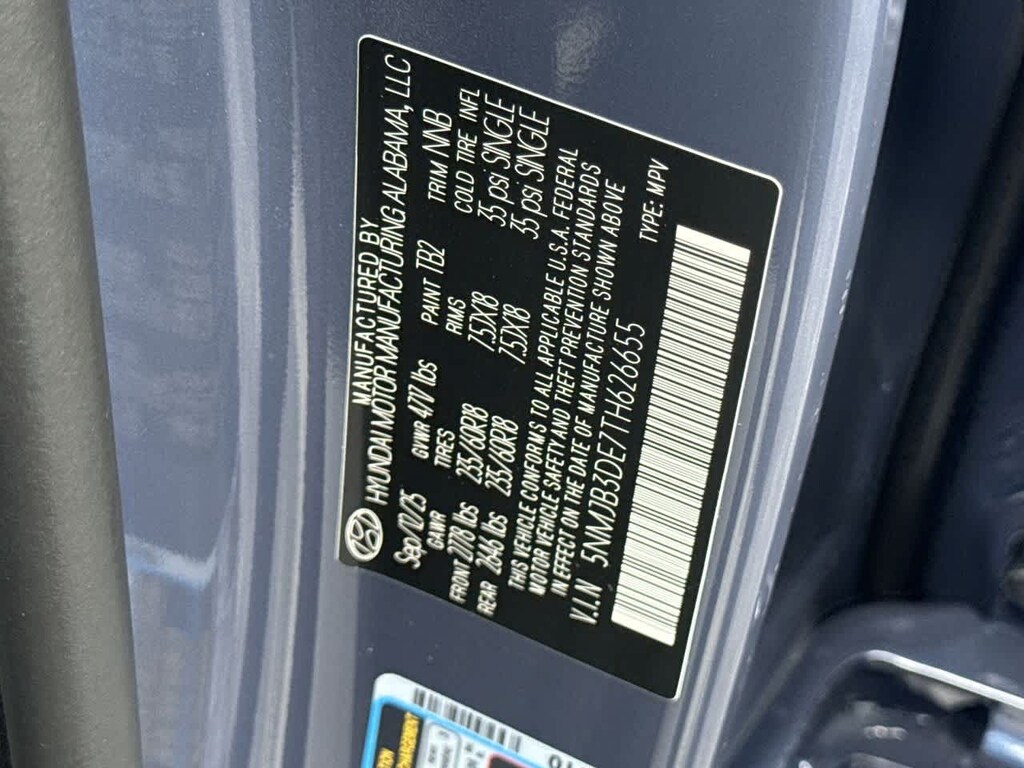 MANUFACTURED BY
HYUNDAI MOTOR MANUFACTURING ALABAMA, LLC
Sep/10/25 GVWR 4717 lbs PAINT TB2 TRIM NNB
GAWR TIRES RIMS COLD TIRE INFL
FRONT 2778 lbs 235/60R18 7.5JX18 35 psi SINGLE
REAR 2646 lbs 235/60R18 7.5JX18 35 psi SINGLE
THIS VEHICLE CONFORMS TO ALL APPLICABLE U.S.A. FEDERAL
MOTOR VEHICLE SAFETY AND THEFT PREVENTION STANDARDS
IN EFFECT ON THE DATE OF MANUFACTURE SHOWN ABOVE
V.I.N 5NMJB3DE7TH626655 TYPE: MPV